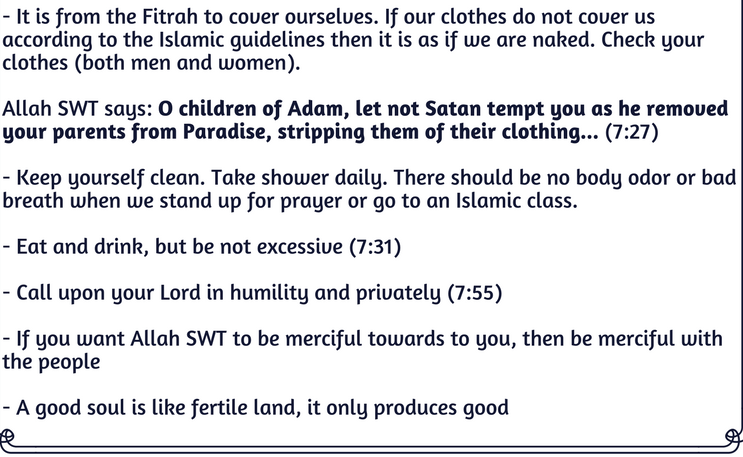 - It is from the Fitrah to cover ourselves. If our clothes do not cover us
according to the Islamic guidelines then it is as if we are naked. Check your
clothes (both men and women).
Allah SWT says: O children of Adam, let not Satan tempt you as he removed
your parents from Paradise, stripping them of their clothing... (7:27)
- Keep yourself clean. Take shower daily. There should be no body odor or bad
breath when we stand up for prayer or go to an Islamic class.
- Eat and drink, but be not excessive (7:31)
- Call upon your Lord in humility and privately (7:55)
- If you want Allah SWT to be merciful towards to you, then be merciful with
the people
- A good soul is like fertile land, it only produces good